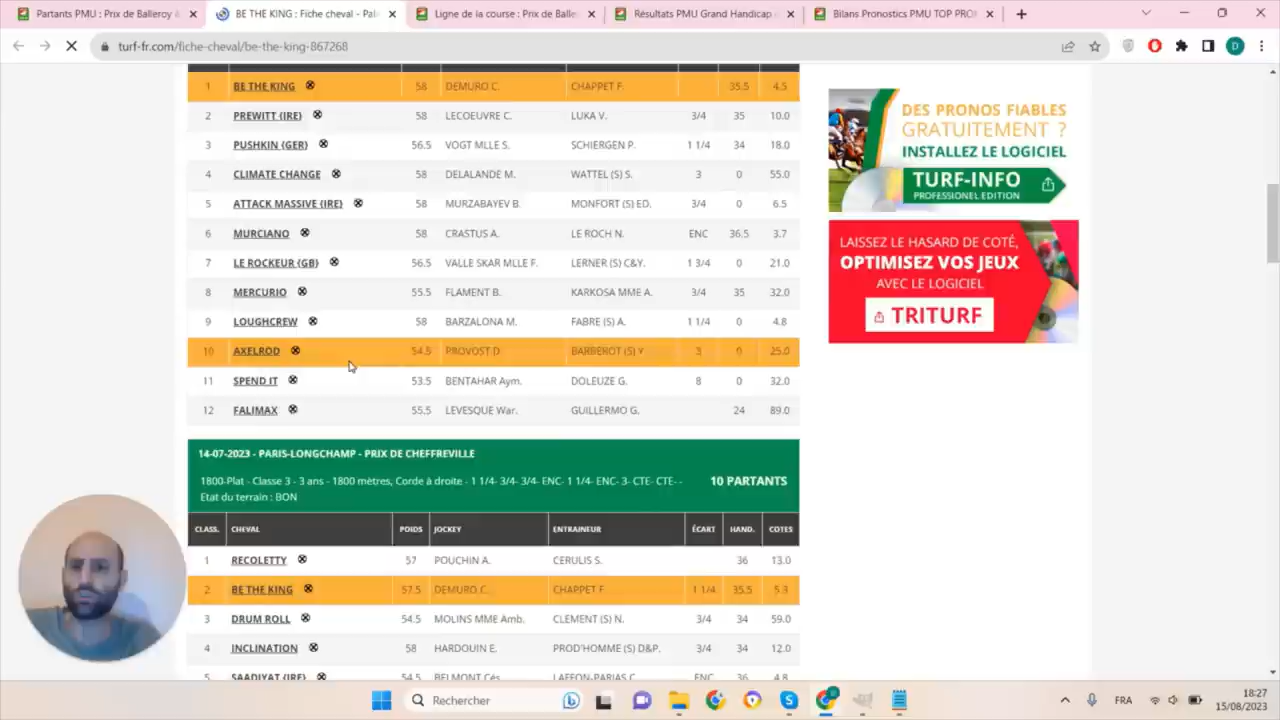 Partants PMU : Prix de Balleroy &
BE THE KING : Fiche cheval - Pa
Ligne de la course : Prix de Balle
Résultats PMU Grand Handicap
Bilans Pronostics PMU TOP PRO
turf-fr.com/fiche-cheval/be-the-king-867268
D
1 BE THE KING 58 DEMURO C. CHAPPET F. 35.5 4.5
2 PREWITT (IRE) 58 LECOEUVRE C. LUKA V. 3/4 35 10.0
3 PUSHKIN (GER) 56.5 VOGT MLLE S. SCHIERGEN P. 1 1/4 34 18.0
4 CLIMATE CHANGE 58 DELALANDE M. WATTEL (S) S. 3 0 55.0
5 ATTACK MASSIVE (IRE) 58 MURZABAYEV B. MONFORT (S) ED. 3/4 0 6.5
6 MURCIANO 58 CRASTUS A. LE ROCH N. ENC 36.5 3.7
7 LE ROCKEUR (GB) 56.5 VALLE SKAR MLLE F. LERNER (S) C&Y. 1 3/4 0 21.0
8 MERCURIO 55.5 FLAMENT B. KARKOSA MME A. 3/4 35 32.0
9 LOUGHCREW 58 BARZALONA M. FABRE (S) A. 1 1/4 0 4.8
10 AXELROD 54.5 PROVOST D BARBEROT (S) Y 3 0 25.0
11 SPEND IT 53.5 BENTAHAR Aym. DOLEUZE G. 8 0 32.0
12 FALIMAX 55.5 LEVESQUE War. GUILLERMO G. 24 89.0
14-07-2023 - PARIS-LONGCHAMP - PRIX DE CHEFFREVILLE
1800-Plat - Classe 3 - 3 ans - 1800 mètres, Corde à droite - 1 1/4- 3/4- 3/4- ENC- 1 1/4- ENC- 3- CTE- CTE- -
Etat du terrain : BON
10 PARTANTS
CLASS. CHEVAL POIDS JOCKEY ENTRAINEUR ÉCART HAND. COTES
1 RECOLETTY 57 POUCHIN A. CERULIS S. 36 13.0
2 BE THE KING 57.5 DEMURO C. CHAPPET F 1 1/4 35.5 5.3
3 DRUM ROLL 54.5 MOLINS MME Amb. CLEMENT (S) N. 3/4 34 59.0
4 INCLINATION 58 HARDOUIN E. PROD'HOMME (S) D&P. 3/4 34 12.0
5 SAADIYAT (IRE) 54.5 BELMONT Cés. LAFFON-PARIAS C. ENC 36 4.8
DES PRONOS FIABLES
GRATUITEMENT ?
INSTALLEZ LE LOGICIEL
TURF-INFO
PROFESSIONEL EDITION
LAISSEZ LE HASARD DE COTÉ,
OPTIMISEZ VOS JEUX
AVEC LE LOGICIEL
TRITURF
Rechercher
FRA
18:27
15/08/2023